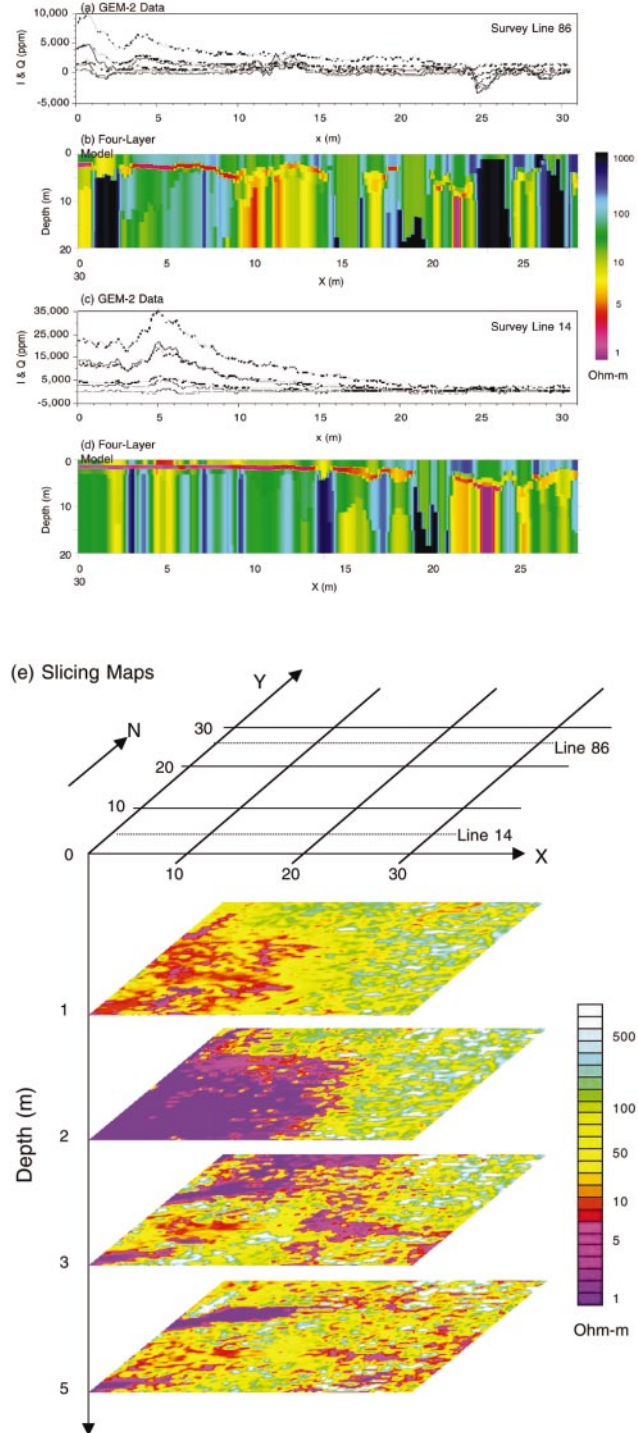 (a) GEM-2 Data
10,000
5,000
0
-5,000
I & Q (ppm)
Survey Line 86
0 5 10 15 20 25 30
x (m)
(b) Four-Layer
Model
0
10
20
Depth (m)
0 5 10 15 20 25
30
X (m)
1000
100
10
5
1
Ohm-m
(c) GEM-2 Data
35,000
25,000
15,000
5,000
-5,000
I & Q (ppm)
Survey Line 14
0 5 10 15 20 25 30
x (m)
(d) Four-Layer
Model
0
10
20
Depth (m)
0 5 10 15 20 25
30
X (m)
(e) Slicing Maps
Y
N
30
Line 86
20
10
Line 14
0
X
10 20 30
1
2
3
5
Depth (m)
500
100
50
10
5
1
Ohm-m